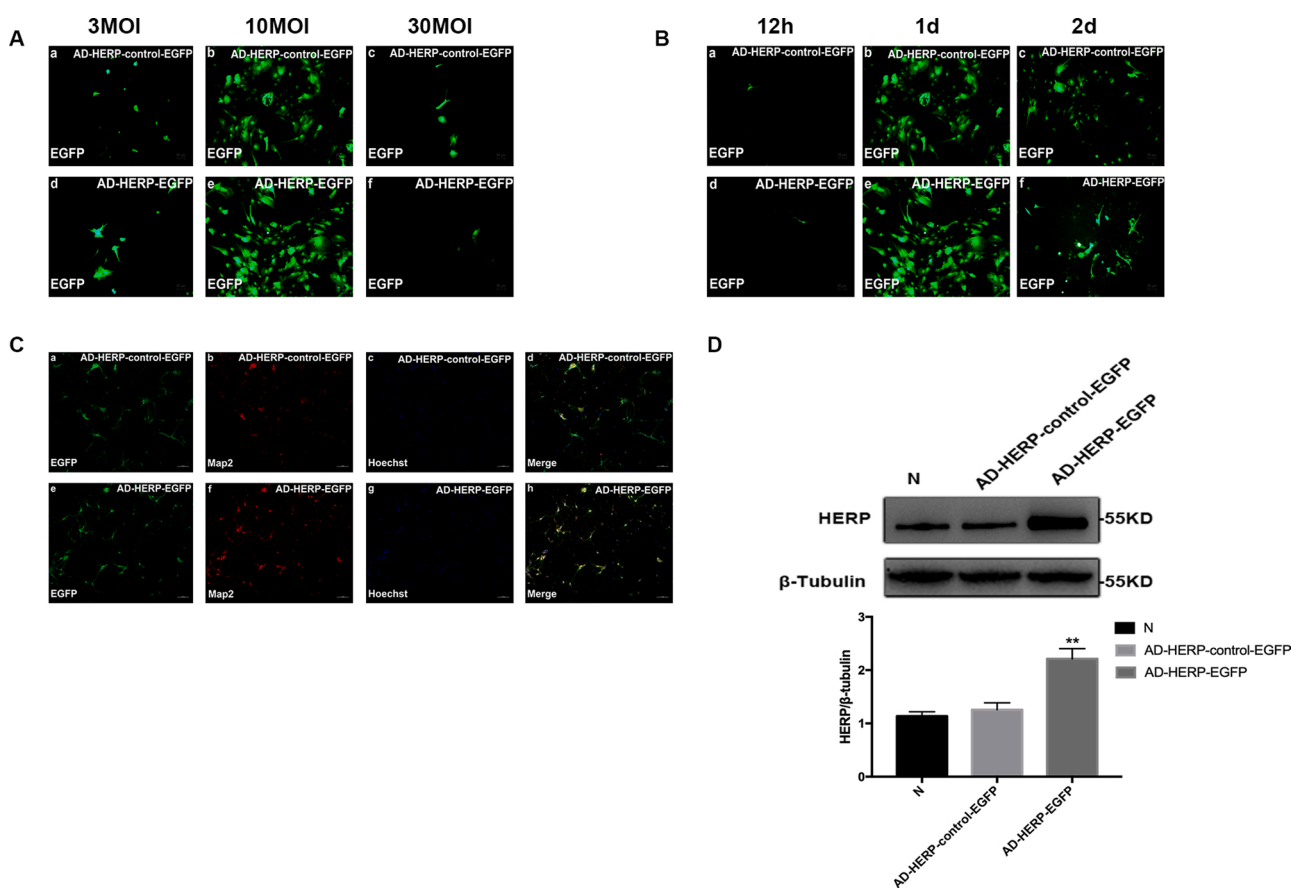 A
3MOI 10MOI 30MOI
a AD-HERP-control-EGFP
EGFP
b AD-HERP-control-EGFP
EGFP
c AD-HERP-control-EGFP
EGFP
d AD-HERP-EGFP
EGFP
e AD-HERP-EGFP
EGFP
f AD-HERP-EGFP
EGFP
B
12h 1d 2d
a AD-HERP-control-EGFP
EGFP
b AD-HERP-control-EGFP
EGFP
c AD-HERP-control-EGFP
EGFP
d AD-HERP-EGFP
EGFP
e AD-HERP-EGFP
EGFP
f AD-HERP-EGFP
EGFP
C
a AD-HERP-control-EGFP
EGFP
b AD-HERP-control-EGFP
Map2
c AD-HERP-control-EGFP
Hoechst
d AD-HERP-control-EGFP
Merge
e AD-HERP-EGFP
EGFP
f AD-HERP-EGFP
Map2
g AD-HERP-EGFP
Hoechst
h AD-HERP-EGFP
Merge
D
N
AD-HERP-control-EGFP
AD-HERP-EGFP
HERP -55KD
β-Tubulin -55KD
HERP/β-tubulin
3
2
1
0
**
N
AD-HERP-control-EGFP
AD-HERP-EGFP
N
AD-HERP-control-EGFP
AD-HERP-EGFP